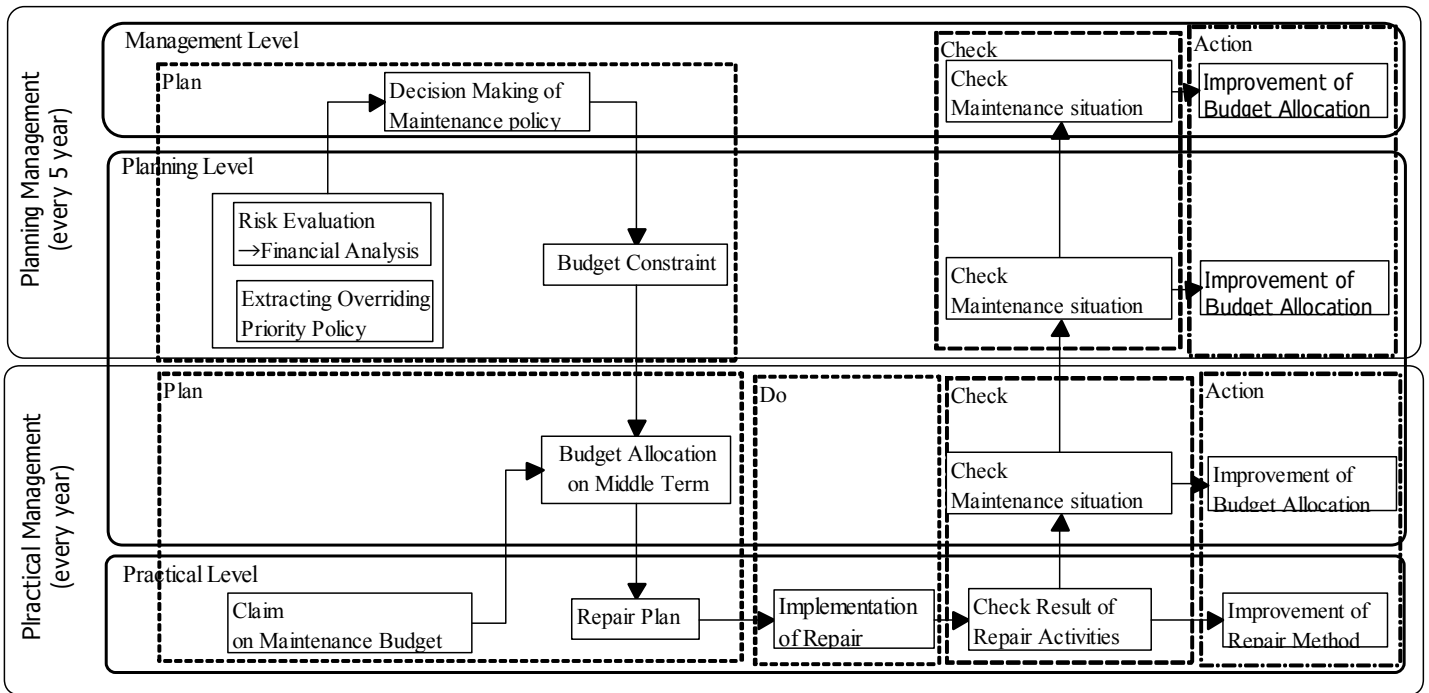 Planning Management
(every 5 year)
Management Level
Plan
Decision Making of
Maintenance policy
Check
Check
Maintenance situation
Action
Improvement of
Budget Allocation
Planning Level
Risk Evaluation
→Financial Analysis
Extracting Overriding
Priority Policy
Budget Constraint
Check
Maintenance situation
Improvement of
Budget Allocation
Plractical Management
(every year)
Plan
Budget Allocation
on Middle Term
Do
Check
Check
Maintenance situation
Action
Improvement of
Budget Allocation
Practical Level
Claim
on Maintenance Budget
Repair Plan
Implementation
of Repair
Check Result of
Repair Activities
Improvement of
Repair Method